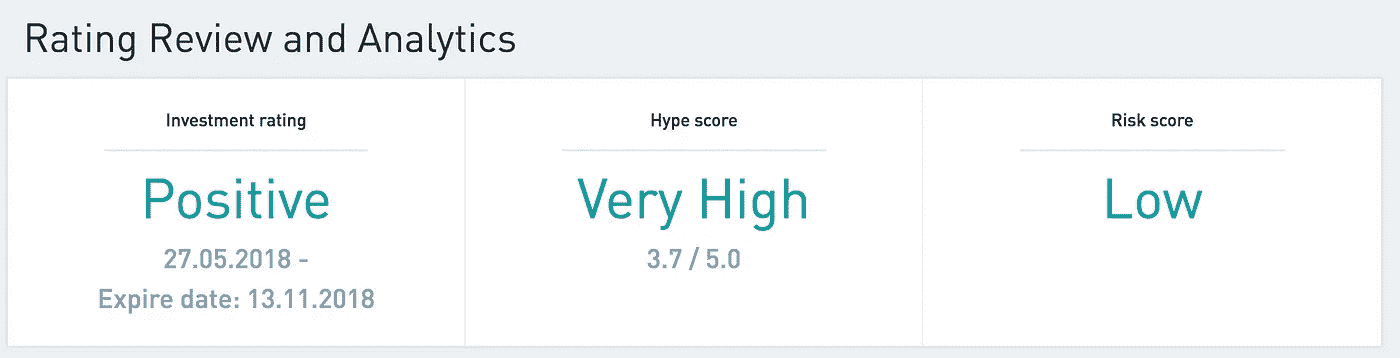 Rating Review and Analytics
Investment rating
Positive
27.05.2018 -
Expire date: 13.11.2018
Hype score
Very High
3.7 / 5.0
Risk score
Low